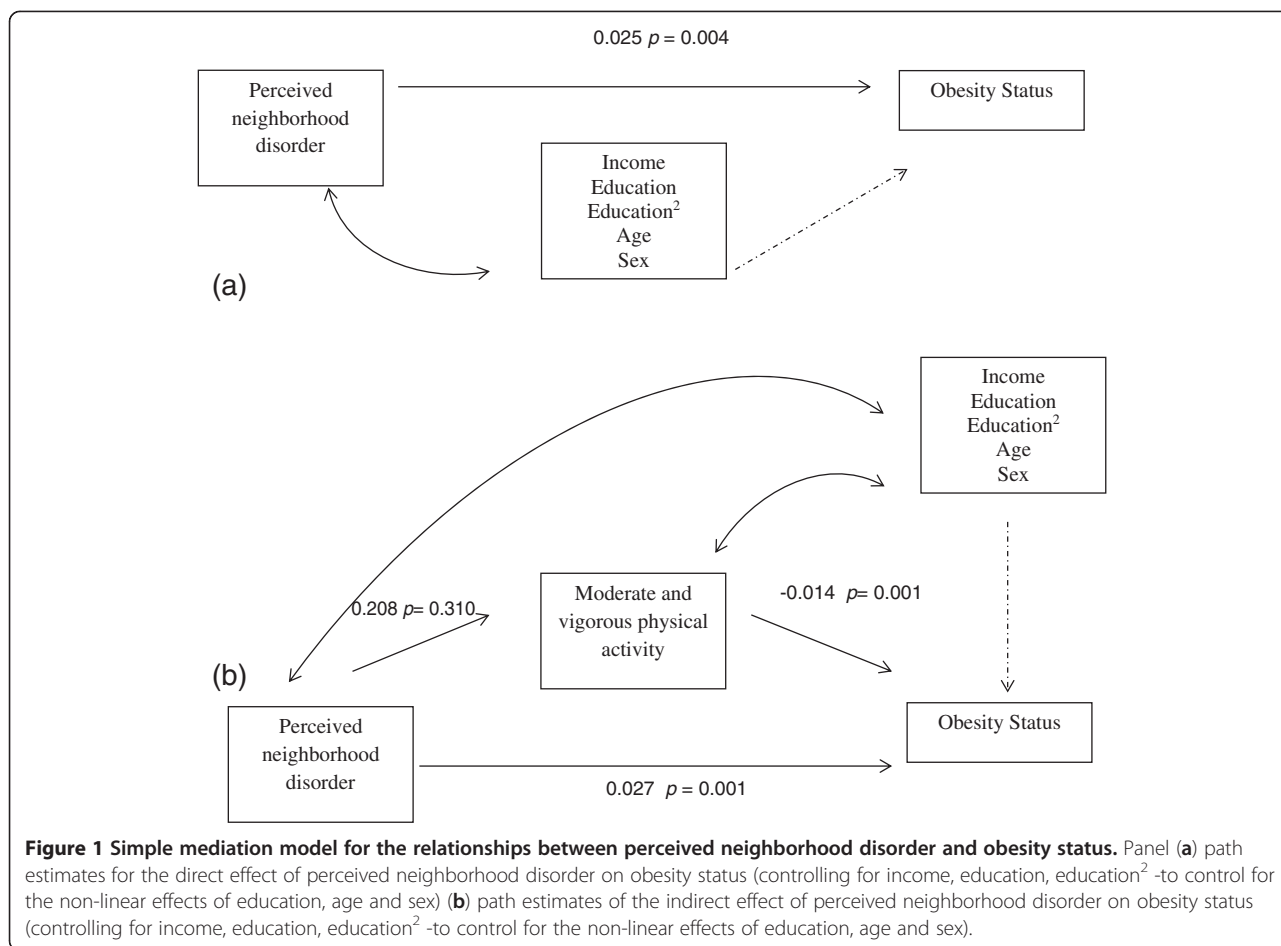 0.025 p = 0.004
Perceived
neighborhood
disorder
Obesity Status
Income
Education
Education²
Age
Sex
(a)
Income
Education
Education²
Age
Sex
Moderate and
vigorous physical
activity
0.208 p= 0.310
-0.014 p= 0.001
(b)
Perceived
neighborhood
disorder
Obesity Status
0.027 p = 0.001
Figure 1 Simple mediation model for the relationships between perceived neighborhood disorder and obesity status. Panel (a) path
estimates for the direct effect of perceived neighborhood disorder on obesity status (controlling for income, education, education² -to control for
the non-linear effects of education, age and sex) (b) path estimates of the indirect effect of perceived neighborhood disorder on obesity status
(controlling for income, education, education² -to control for the non-linear effects of education, age and sex).